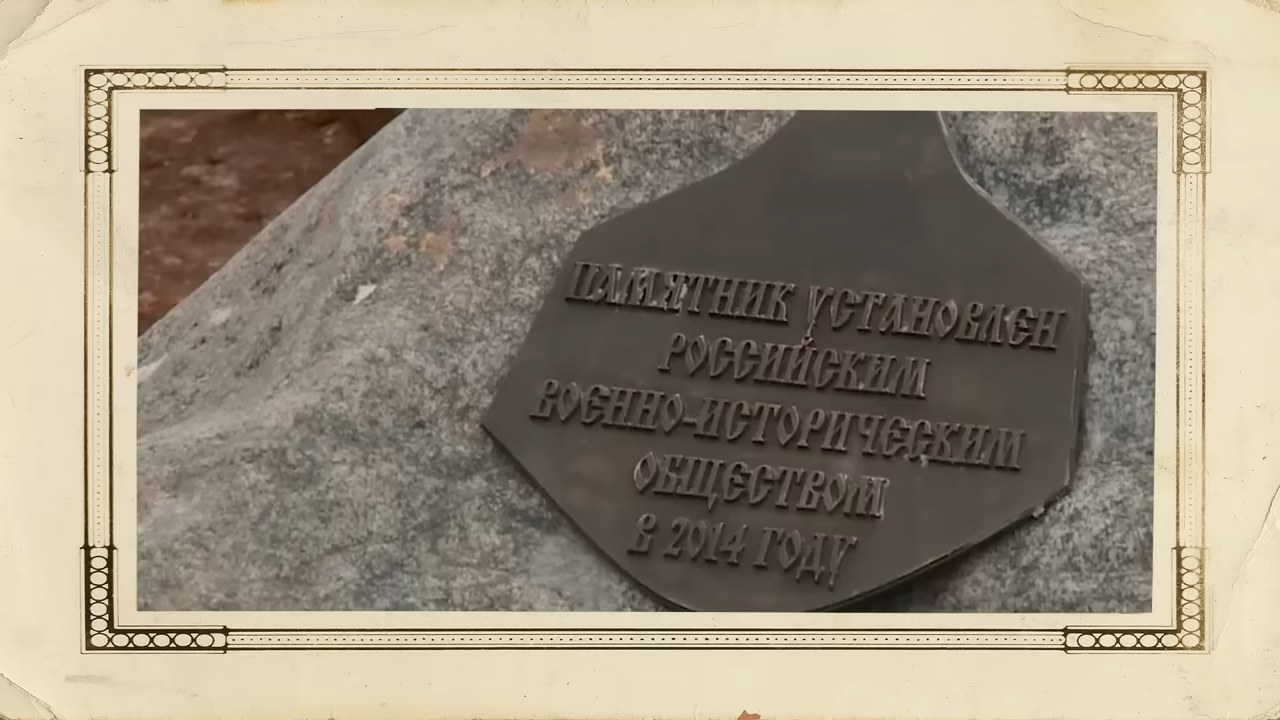 ПАМЯТНИК УСТАНОВЛЕН
РОССИЙСКИМ
ВОЕННО-ИСТОРИЧЕСКИМ
ОБЩЕСТВОМ
В 2014 ГОДУ